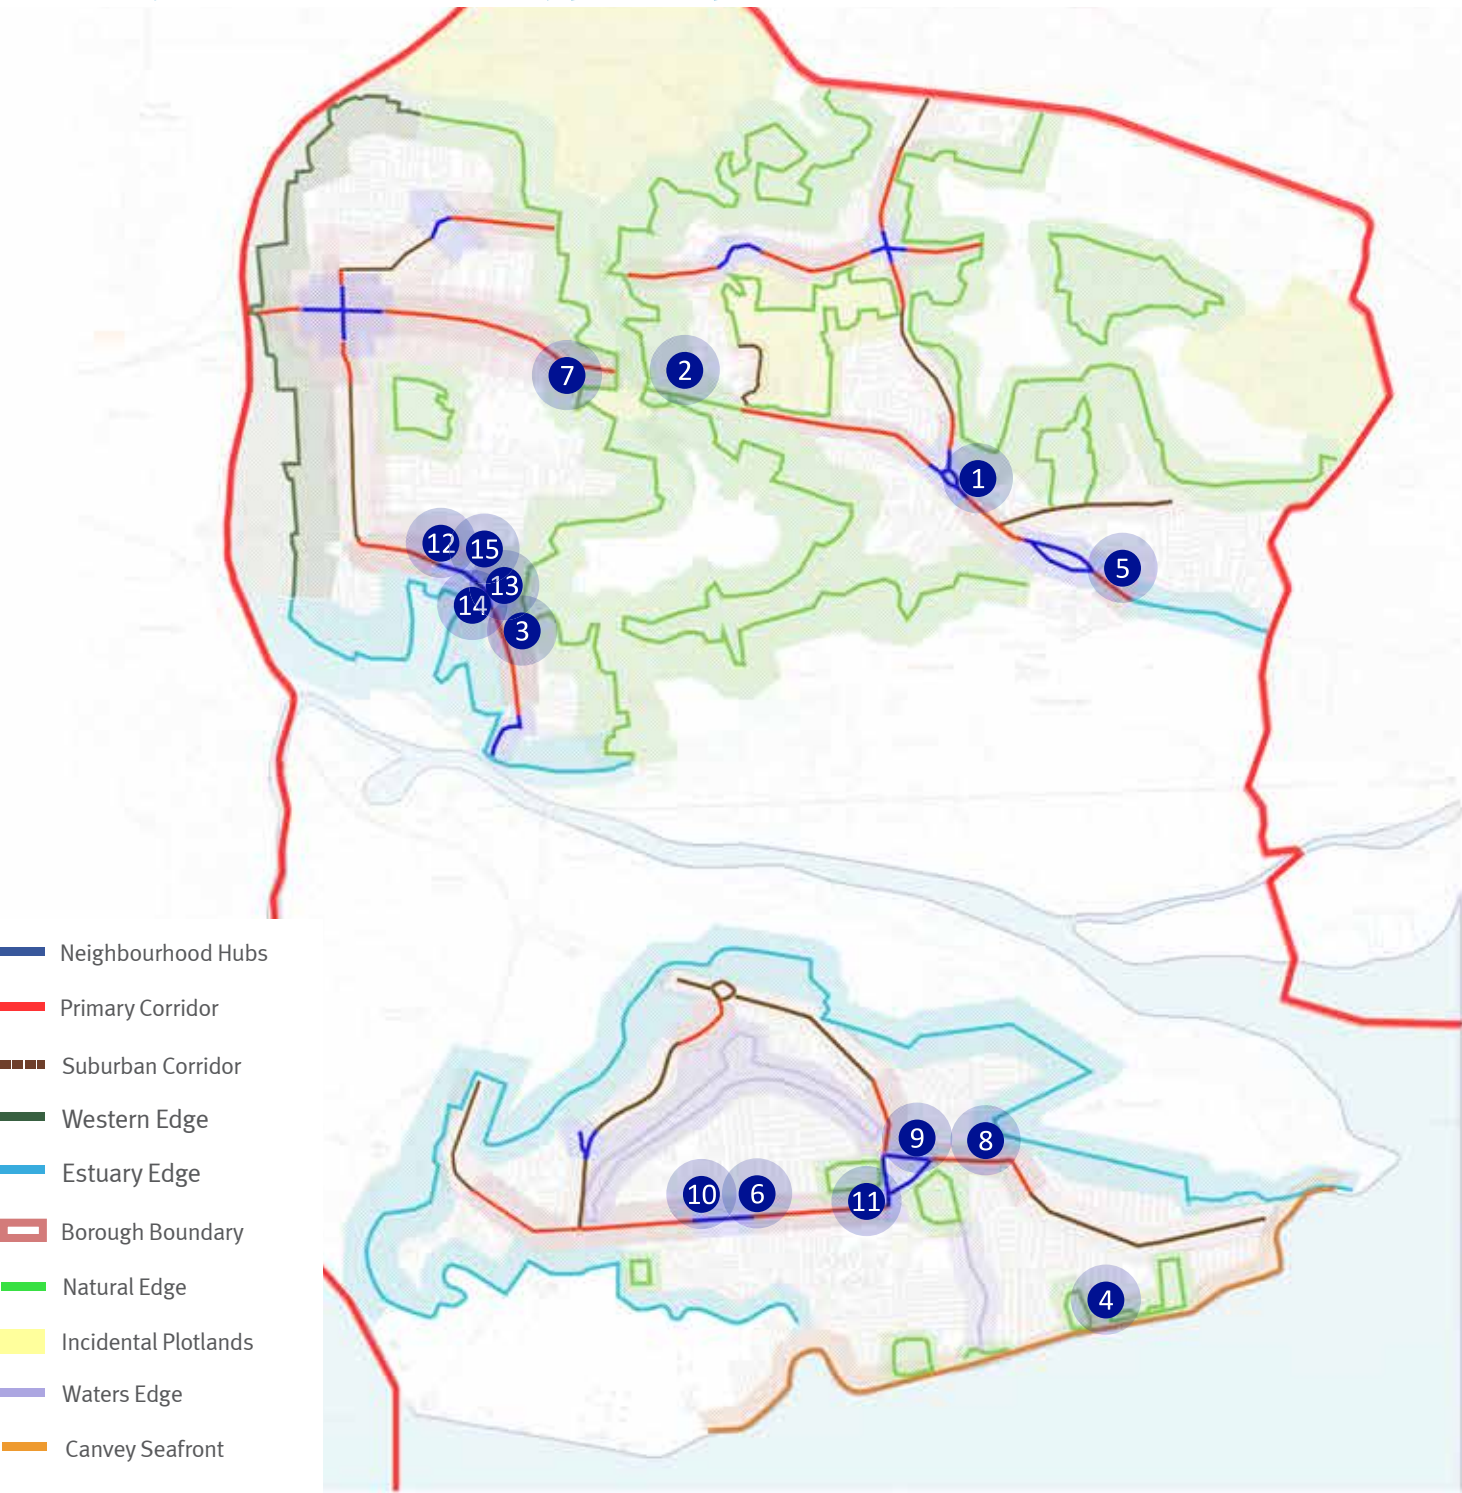 7
2
1
5
12
15
13
14
3
Neighbourhood Hubs
Primary Corridor
Suburban Corridor
Western Edge
Estuary Edge
Borough Boundary
Natural Edge
Incidental Plotlands
Waters Edge
Canvey Seafront
9
8
10
6
11
4